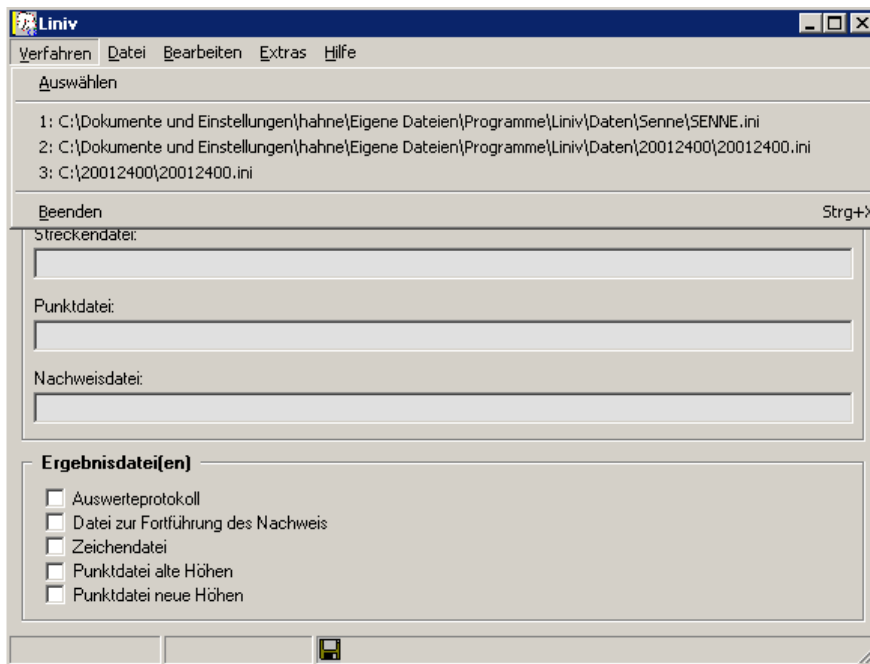 Liniv
Verfahren Datei Bearbeiten Extras Hilfe
Auswählen
1: C:\Dokumente und Einstellungen\hahne\Eigene Dateien\Programme\Liniv\Daten\Senne\SENNE.ini
2: C:\Dokumente und Einstellungen\hahne\Eigene Dateien\Programme\Liniv\Daten\20012400\20012400.ini
3: C:\20012400\20012400.ini
Beenden Strg+X
Streckendatei:
Punktdatei:
Nachweisdatei:
Ergebnisdatei(en)
Auswerteprotokoll
Datei zur Fortführung des Nachweis
Zeichendatei
Punktdatei alte Höhen
Punktdatei neue Höhen